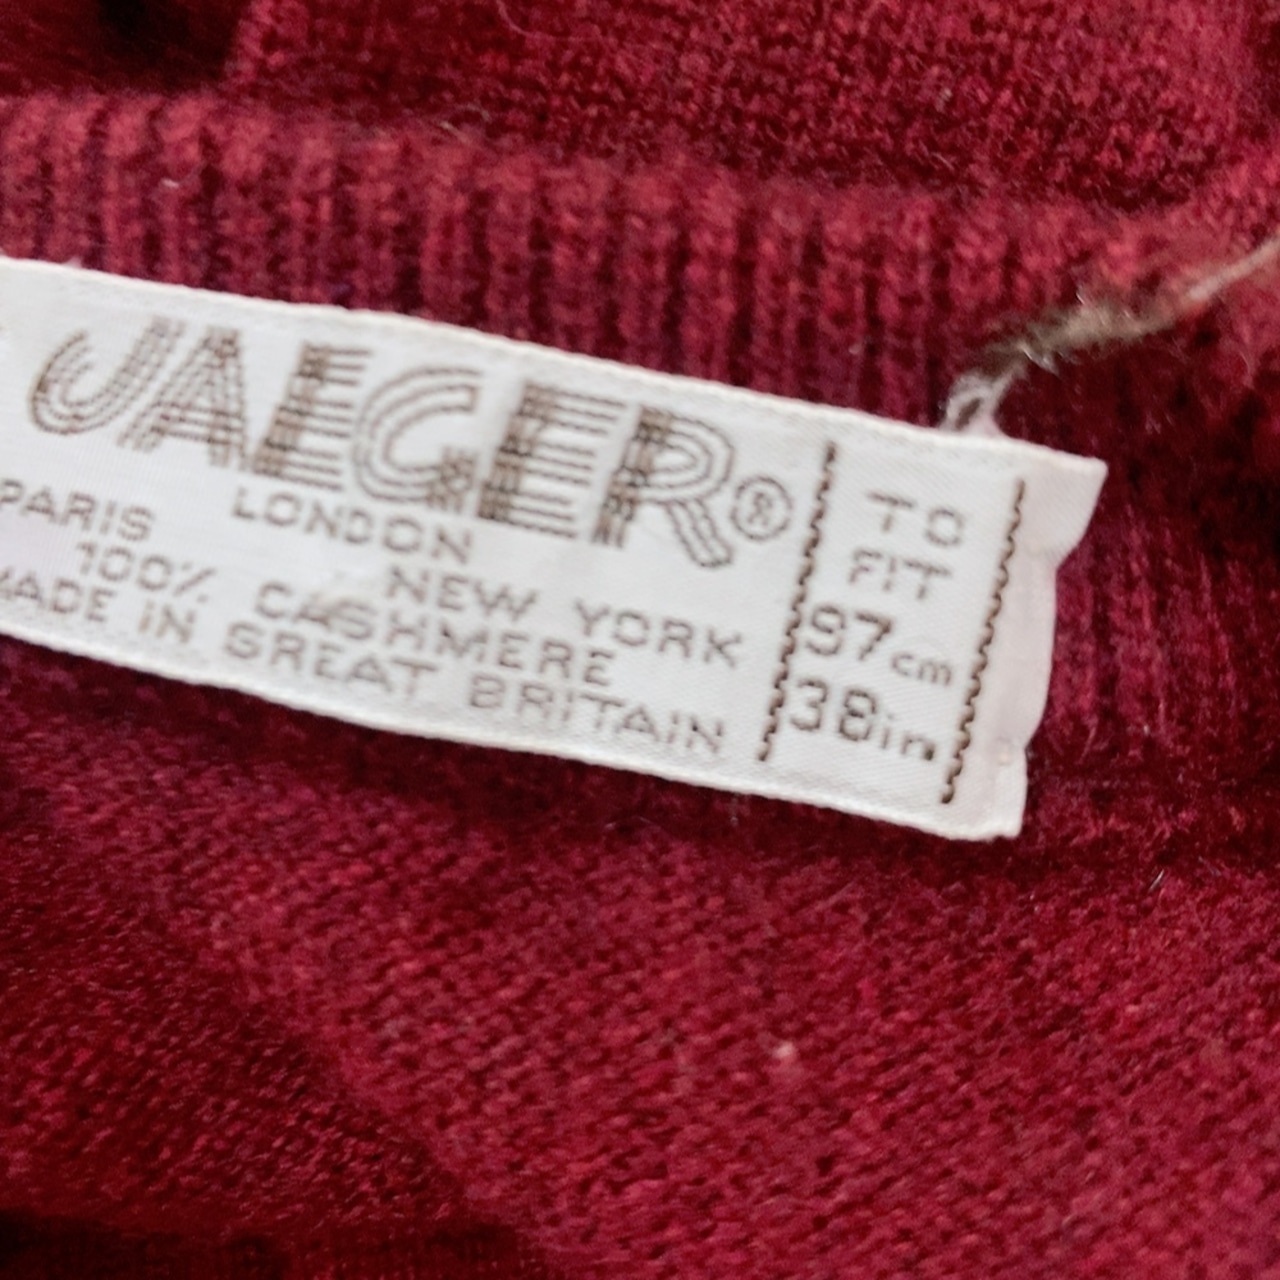 JAEGER®
PARIS LONDON NEW YORK
100% CASHMERE
MADE IN GREAT BRITAIN
TO
FIT
97cm
38in